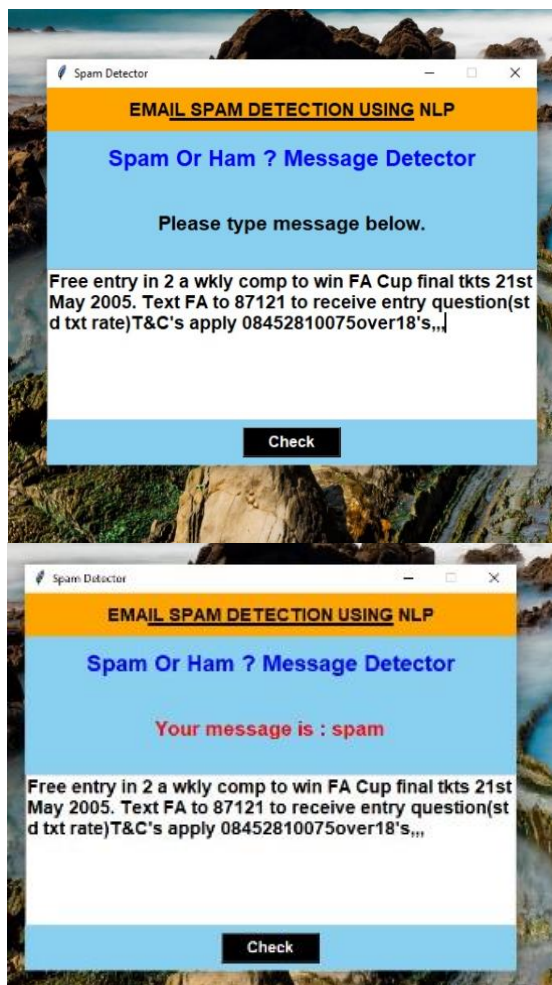 Spam Detector
EMAIL SPAM DETECTION USING NLP
Spam Or Ham ? Message Detector
Please type message below.
Free entry in 2 a wkly comp to win FA Cup final tkts 21st
May 2005. Text FA to 87121 to receive entry question(st
d txt rate)T&C's apply 08452810075over18's,,,
Check
Spam Detector
EMAIL SPAM DETECTION USING NLP
Spam Or Ham ? Message Detector
Your message is : spam
Free entry in 2 a wkly comp to win FA Cup final tkts 21st
May 2005. Text FA to 87121 to receive entry question(st
d txt rate)T&C's apply 08452810075over18's,,,
Check